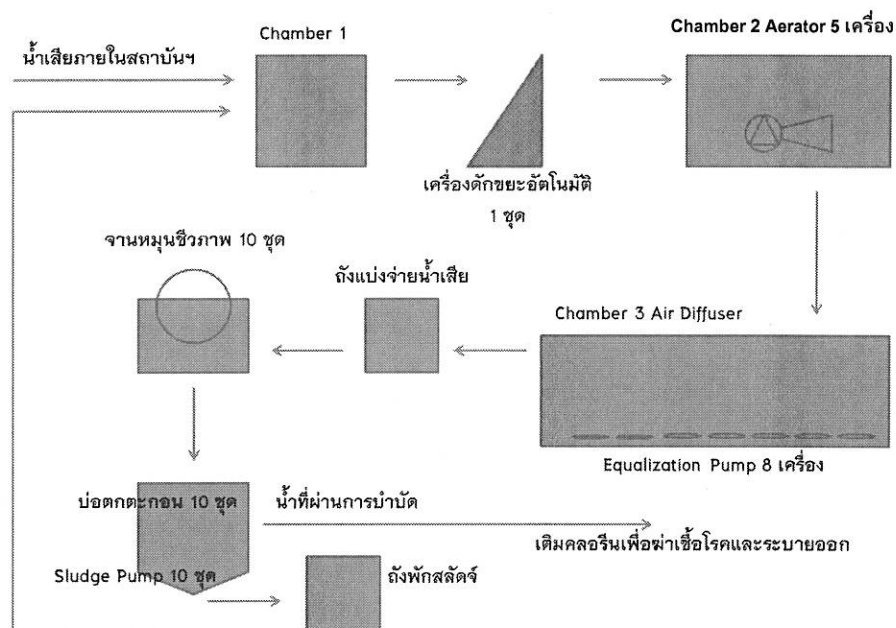 Chamber 1
Chamber 2 Aerator 5 เครื่อง
น้ำเสียภายในสถาบันฯ
เครื่องดักขยะอัตโนมัติ
1 ชุด
จานหมุนชีวภาพ 10 ชุด
ถังแบ่งจ่ายน้ำเสีย
Chamber 3 Air Diffuser
Equalization Pump 8 เครื่อง
บ่อตกตะกอน 10 ชุด
น้ำที่ผ่านการบำบัด
เติมคลอรีนเพื่อฆ่าเชื้อโรคและระบายออก
Sludge Pump 10 ชุด
ถังพักสลัดจ์